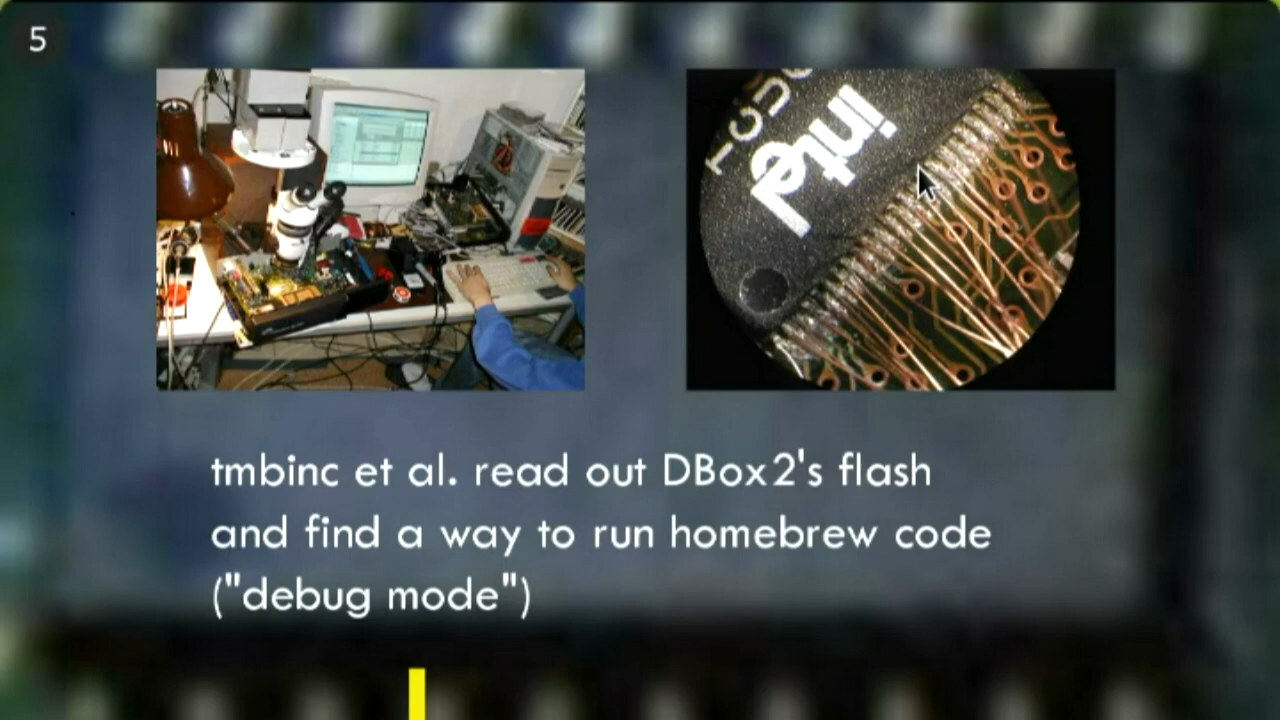 5
intel
tmbinc et al. read out DBox2's flash
and find a way to run homebrew code
("debug mode")